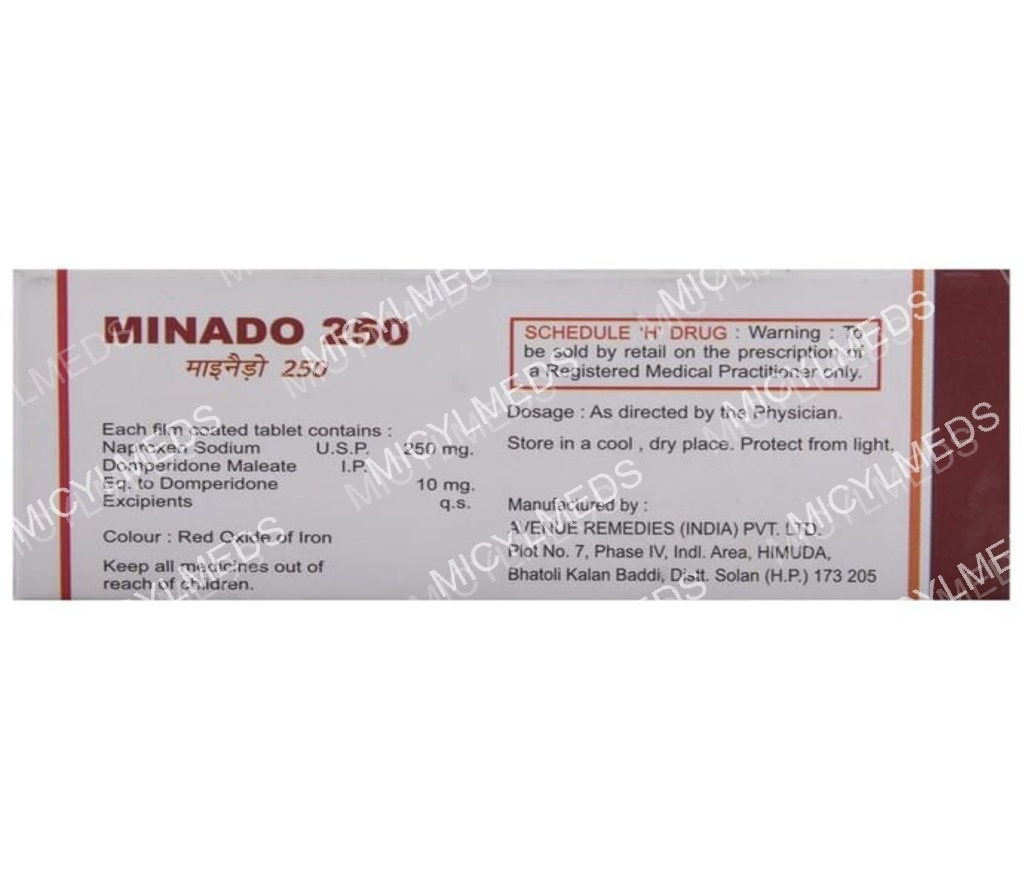 MINADO 250
माइनैड़ो 250
Each film coated tablet contains :
Naproxen Sodium U.S.P. 250 mg.
Domperidone Maleate I.P.
Eq. to Domperidone 10 mg.
Excipients q.s.
Colour : Red Oxide of Iron
Keep all medicines out of
reach of children.
SCHEDULE 'H' DRUG : Warning : To
be sold by retail on the prescription of
a Registered Medical Practitioner only.
Dosage : As directed by the Physician.
Store in a cool , dry place. Protect from light.
Manufactured by :
AVENUE REMEDIES (INDIA) PVT. LTD.
Plot No. 7, Phase IV, Indl. Area, HiMUDA,
Bhatoli Kalan Baddi, Distt. Solan (H.P.) 173 205
MICYLMEDS